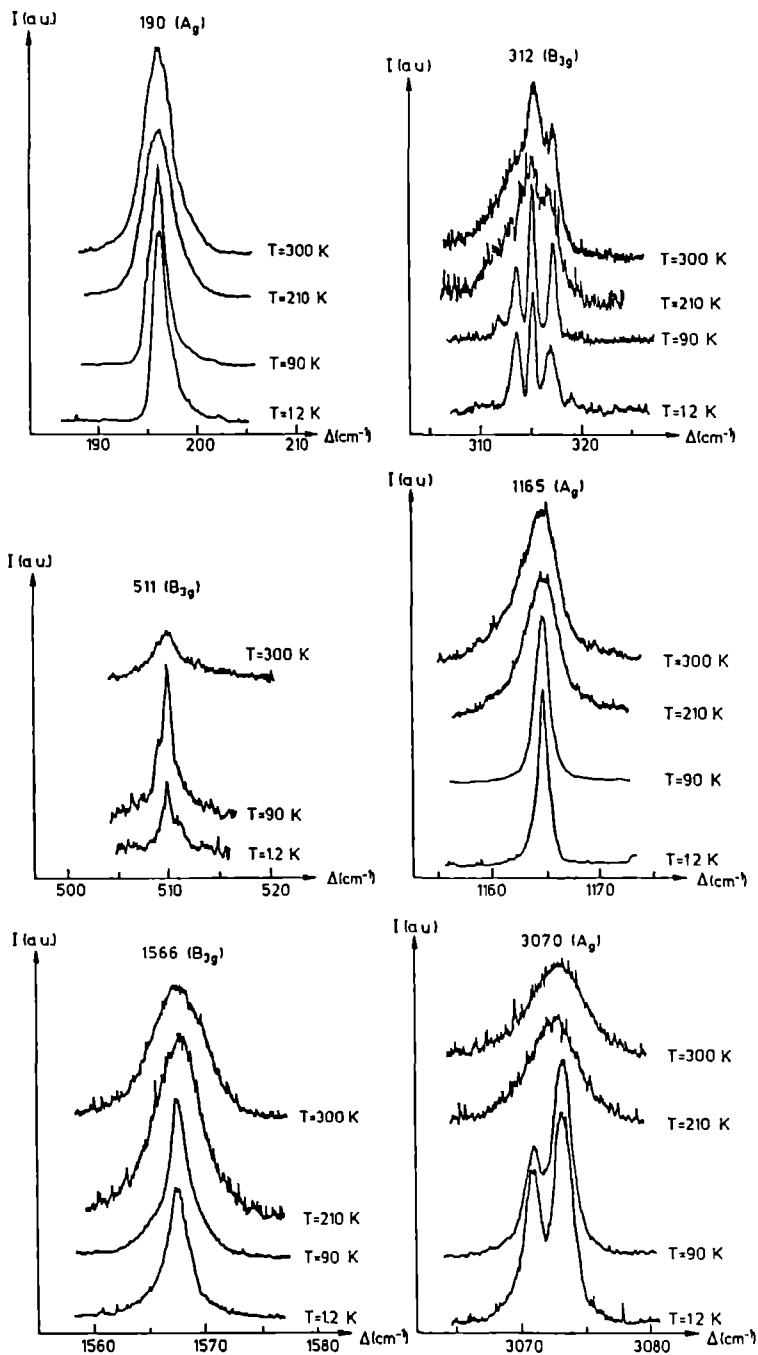 I (a.u.)
190 (Ag)
T=300 K
T=210 K
T=90 K
T=12 K
190 200 210 Δ(cm⁻¹)
I (a.u)
312 (B3g)
T=300 K
T=210 K
T=90 K
T=12 K
310 320 Δ(cm⁻¹)
I (a.u.)
511 (B3g)
T=300 K
T=90 K
T=1.2 K
500 510 520 Δ(cm⁻¹)
I (a.u)
1165 (Ag)
T=300 K
T=210 K
T=90 K
T=12 K
1160 1170 Δ(cm⁻¹)
I (a.u.)
1566 (B3g)
T=300 K
T=210 K
T=90 K
T=1.2 K
1560 1570 1580 Δ(cm⁻¹)
I (a.u.)
3070 (Ag)
T=300 K
T=210 K
T=90 K
T=12 K
3070 3080 Δ(cm⁻¹)